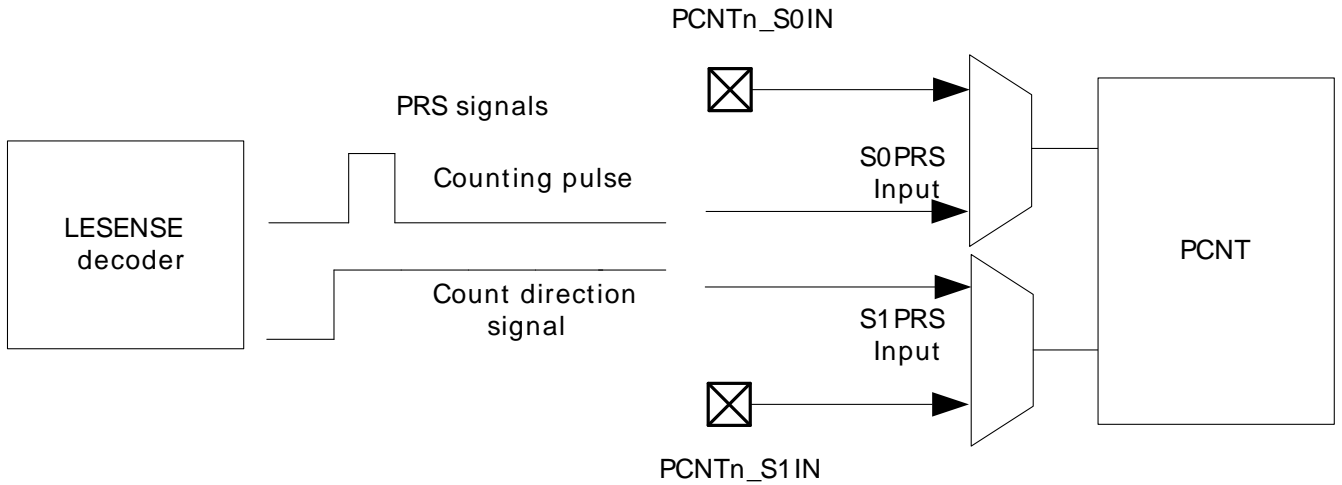 PCNTn_S0IN
PRS signals
Counting pulse
S0PRS
Input
LESENSE
decoder
PCNT
Count direction
signal
S1PRS
Input
PCNTn_S1IN